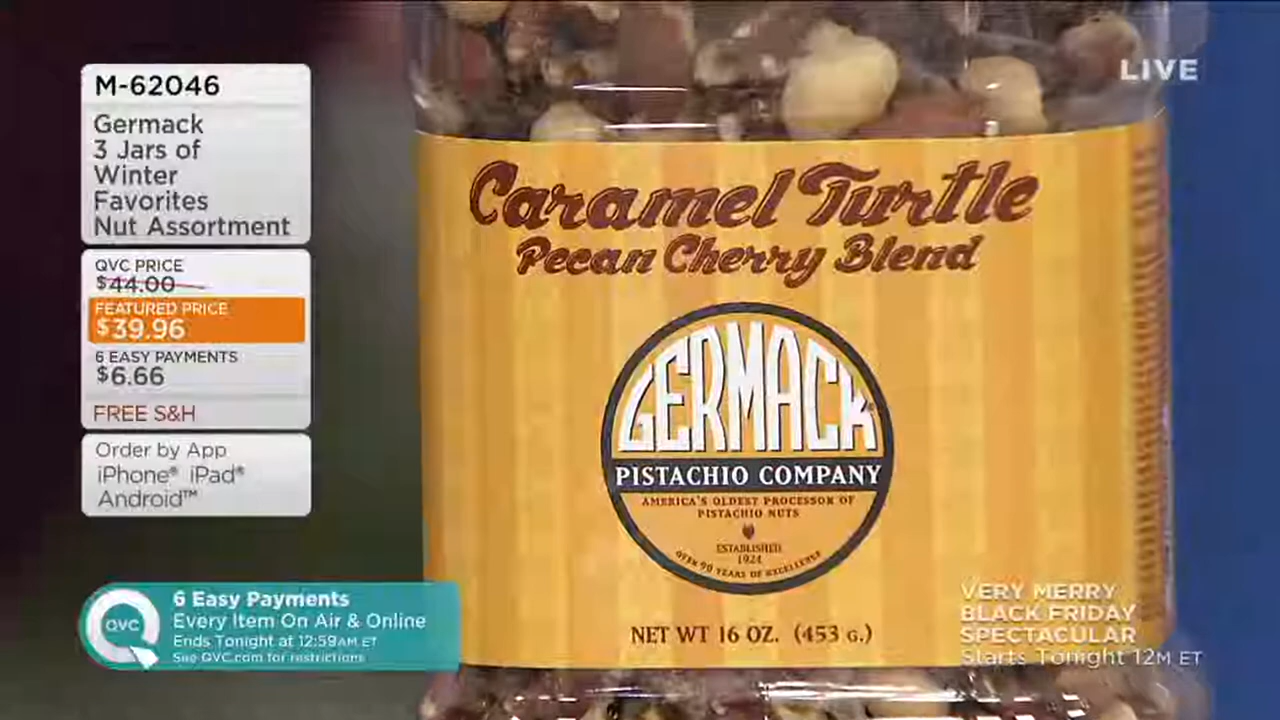 M-62046
Germack
3 Jars of
Winter
Favorites
Nut Assortment
QVC PRICE
$44.00
FEATURED PRICE
$39.96
6 EASY PAYMENTS
$6.66
FREE S&H
Order by App
iPhone® iPad®
Android™
QVC
6 Easy Payments
Every Item On Air & Online
Ends Tonight at 12:59AM ET
See QVC.com for restrictions
LIVE
Caramel Turtle
Pecan Cherry Blend
GERMACK
PISTACHIO COMPANY
AMERICA'S OLDEST PROCESSOR OF
PISTACHIO NUTS
ESTABLISHED
1924
OVER 90 YEARS OF EXCELLENCE
NET WT 16 OZ. (453 G.)
VERY MERRY
BLACK FRIDAY
SPECTACULAR
Starts Tonight 12M ET